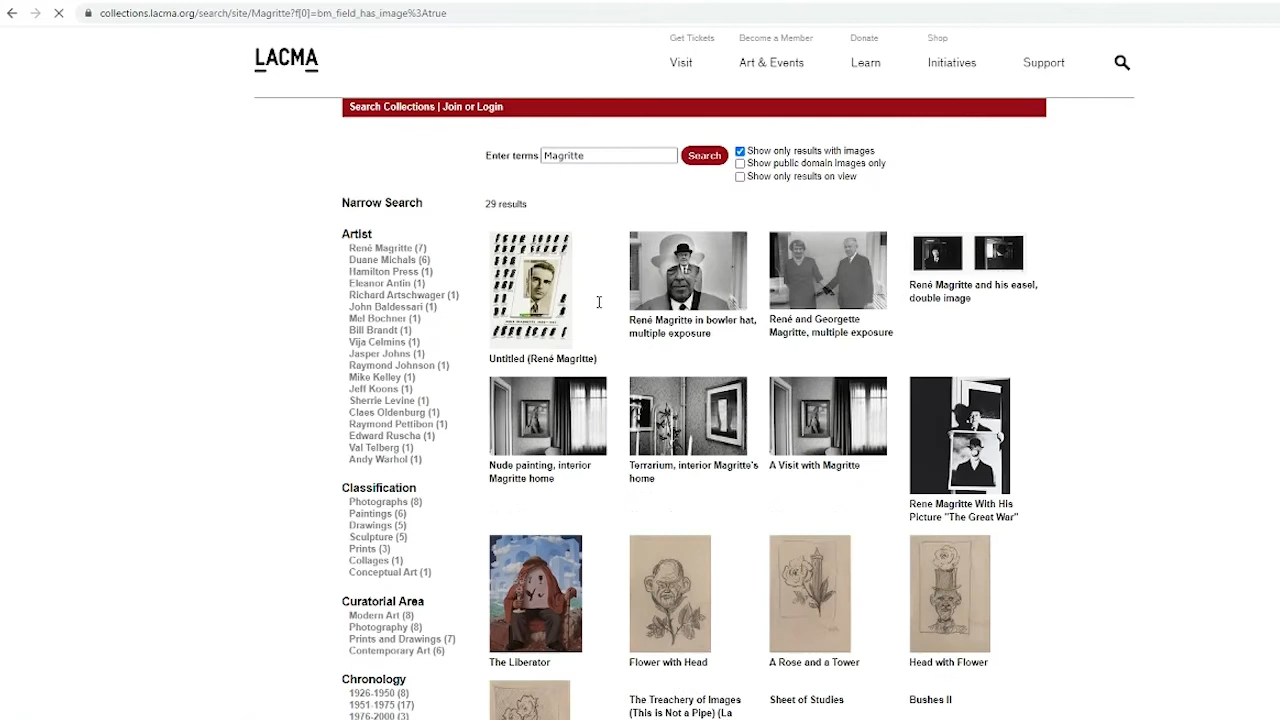 collections.lacma.org/search/site/Magritte?f[0]=bm_field_has_image%3Atrue
LACMA
Get Tickets
Become a Member
Donate
Shop
Visit
Art & Events
Learn
Initiatives
Support
Search Collections | Join or Login
Enter terms
Magritte
Search
Show only results with images
Show public domain images only
Show only results on view
Narrow Search
29 results
Artist
René Magritte (7)
Duane Michals (6)
Hamilton Press (1)
Eleanor Antin (1)
Richard Artschwager (1)
John Baldessari (1)
Mel Bochner (1)
Bill Brandt (1)
Vija Celmins (1)
Jasper Johns (1)
Raymond Johnson (1)
Mike Kelley (1)
Jeff Koons (1)
Sherrie Levine (1)
Claes Oldenburg (1)
Raymond Pettibon (1)
Edward Ruscha (1)
Val Telberg (1)
Andy Warhol (1)
Classification
Photographs (8)
Paintings (6)
Drawings (5)
Sculpture (5)
Prints (3)
Collages (1)
Conceptual Art (1)
Curatorial Area
Modern Art (8)
Photography (8)
Prints and Drawings (7)
Contemporary Art (6)
Chronology
1926-1950 (8)
1951-1975 (17)
1976-2000 (3)
Untitled (René Magritte)
René Magritte in bowler hat,
multiple exposure
René and Georgette
Magritte, multiple exposure
René Magritte and his easel,
double image
Nude painting, interior
Magritte home
Terrarium, interior Magritte's
home
A Visit with Magritte
Rene Magritte With His
Picture "The Great War"
The Liberator
Flower with Head
A Rose and a Tower
Head with Flower
The Treachery of Images
(This is Not a Pipe) (La
Sheet of Studies
Bushes II